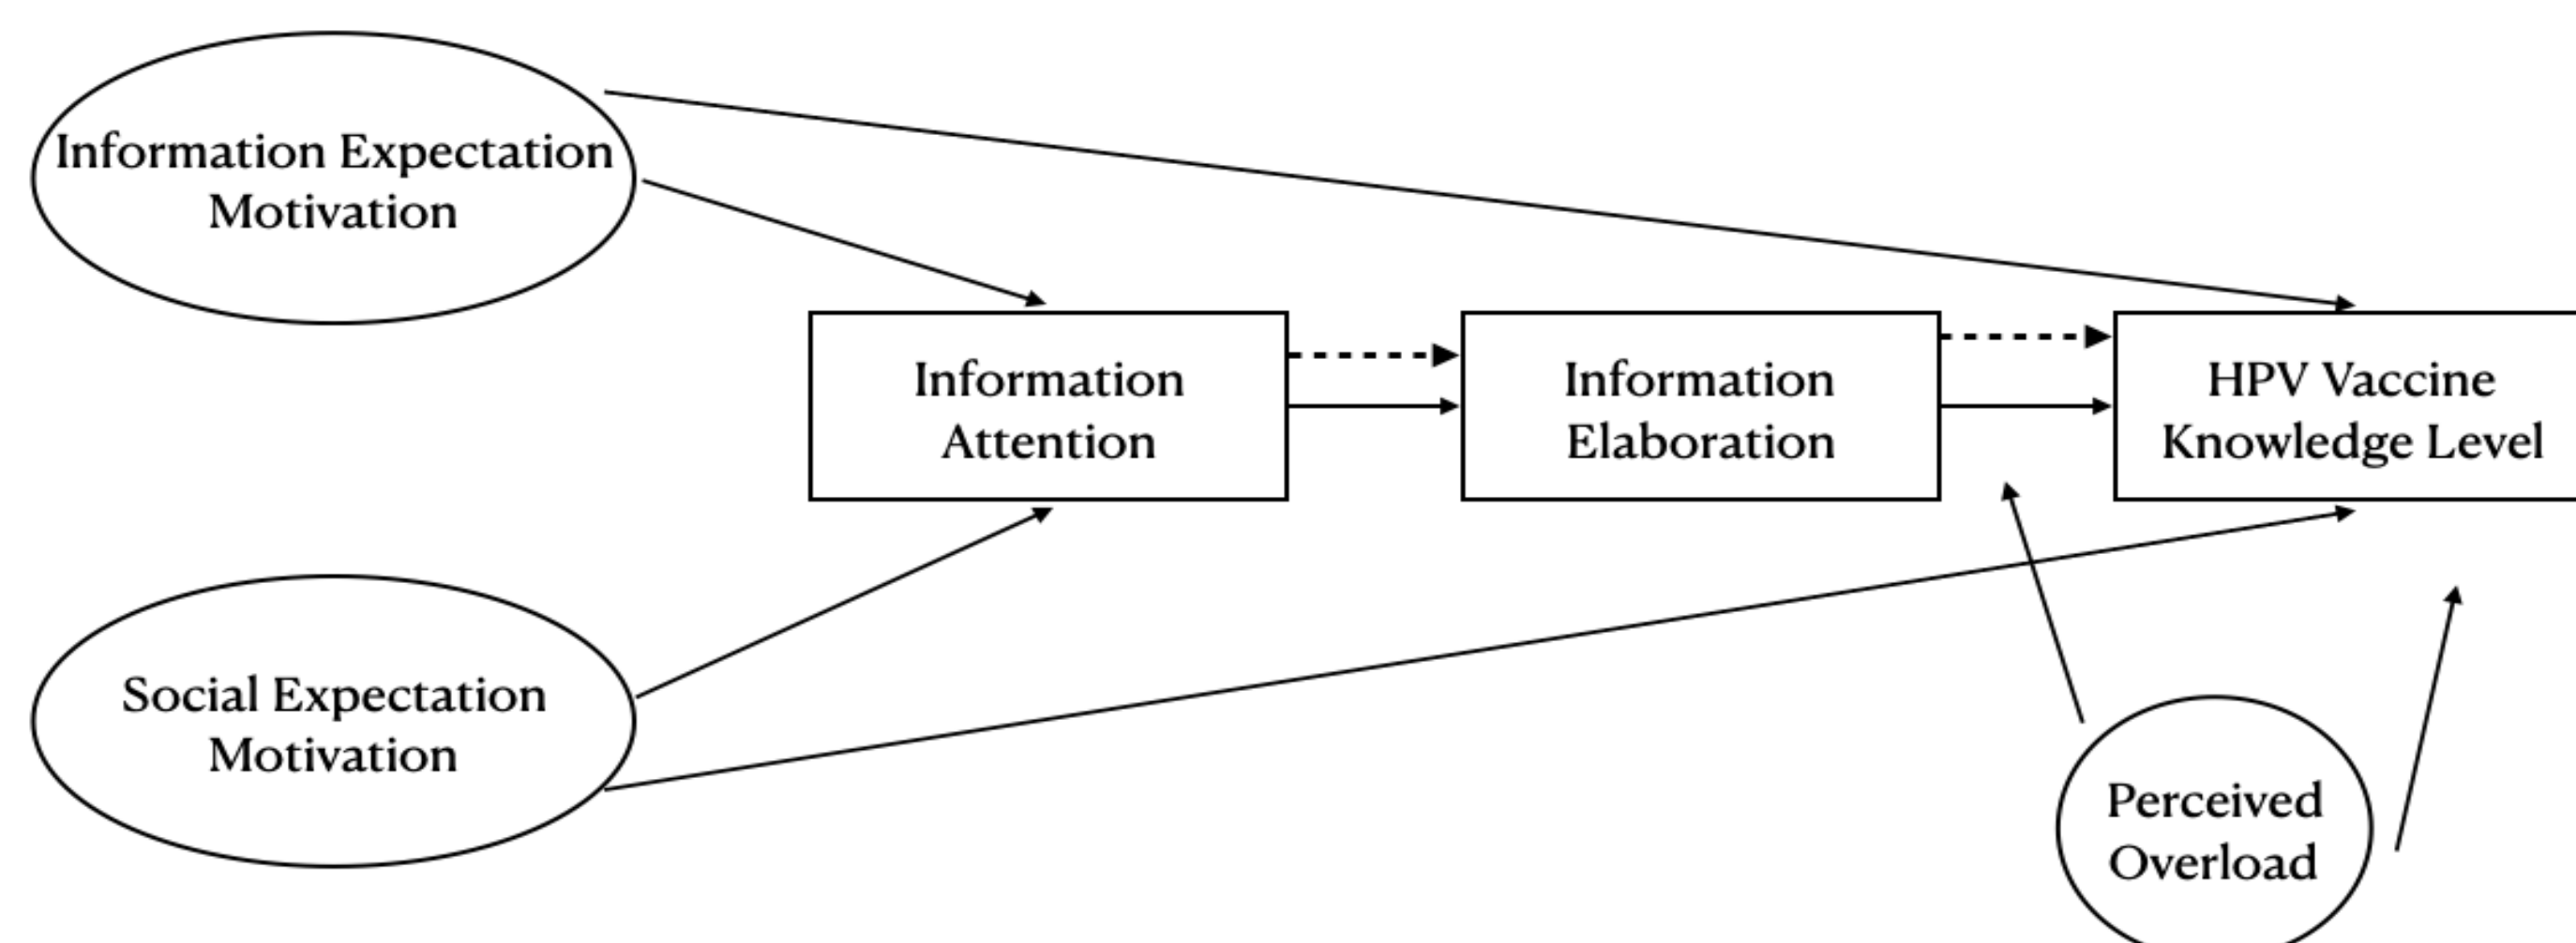 Information Expectation
Motivation
Information
Attention
Information
Elaboration
HPV Vaccine
Knowledge Level
Social Expectation
Motivation
Perceived
Overload